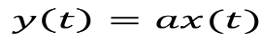 y(t) = ax(t)